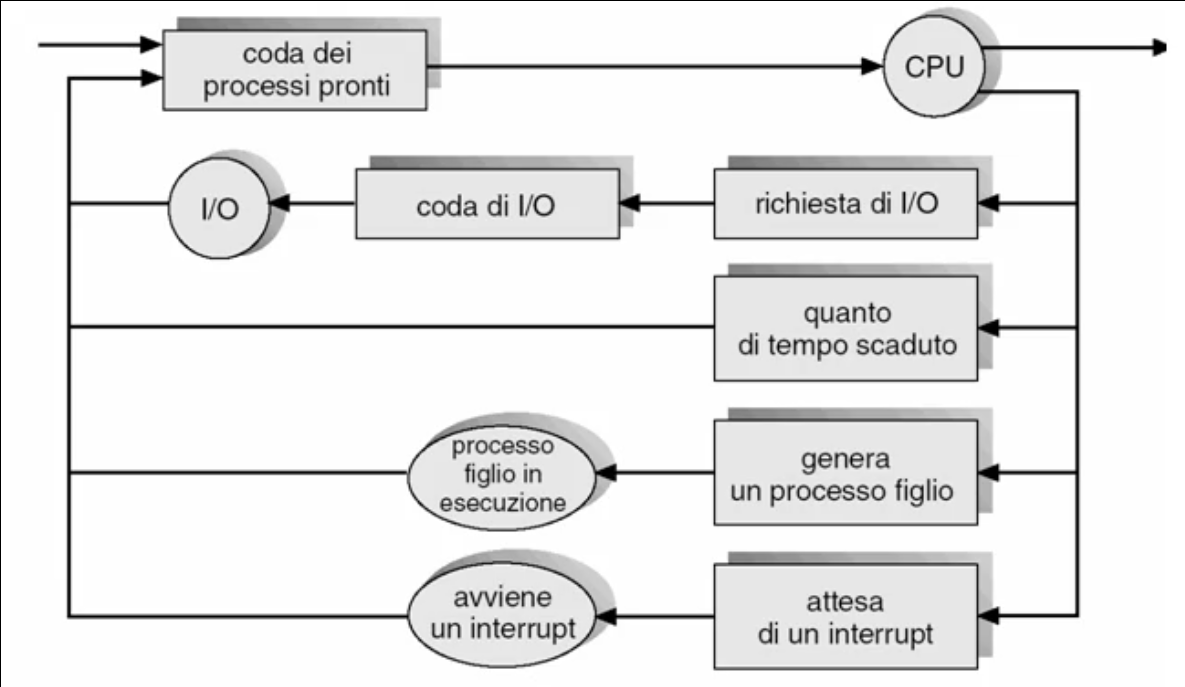 coda dei
processi pronti
CPU
I/O
coda di I/O
richiesta di I/O
quanto
di tempo scaduto
processo
figlio in
esecuzione
genera
un processo figlio
avviene
un interrupt
attesa
di un interrupt